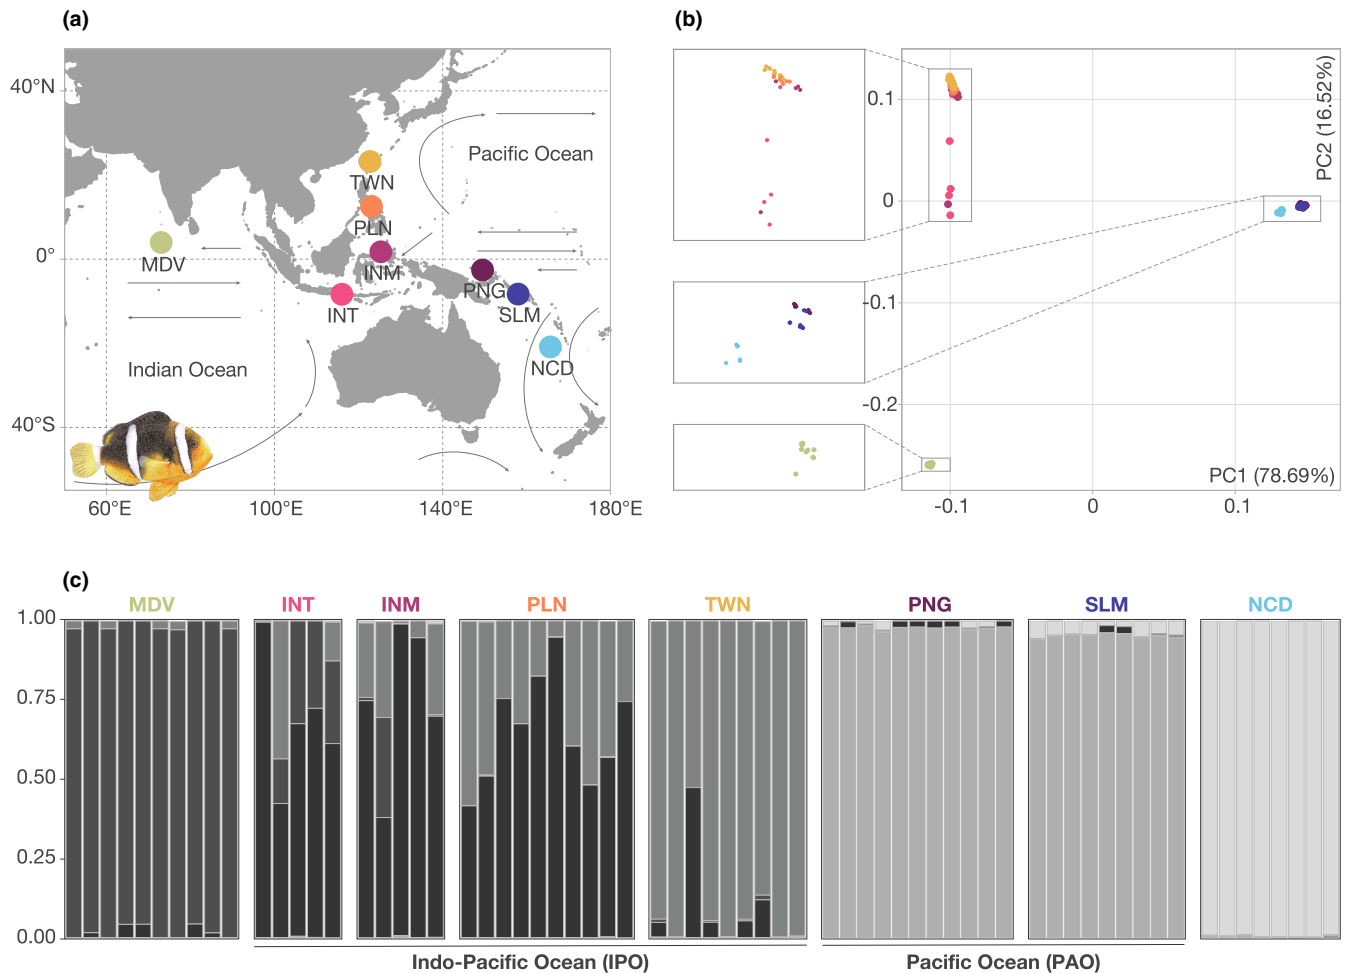 (a)
40°N
0°
40°S
60°E
100°E
140°E
180°E
Pacific Ocean
TWN
PLN
MDV
INM
PNG
INT
SLM
NCD
Indian Ocean
(b)
0.1
0
-0.1
-0.2
PC2 (16.52%)
PC1 (78.69%)
-0.1
0
0.1
(c)
MDV
INT
INM
PLN
TWN
PNG
SLM
NCD
1.00
0.75
0.50
0.25
0.00
Indo-Pacific Ocean (IPO)
Pacific Ocean (PAO)